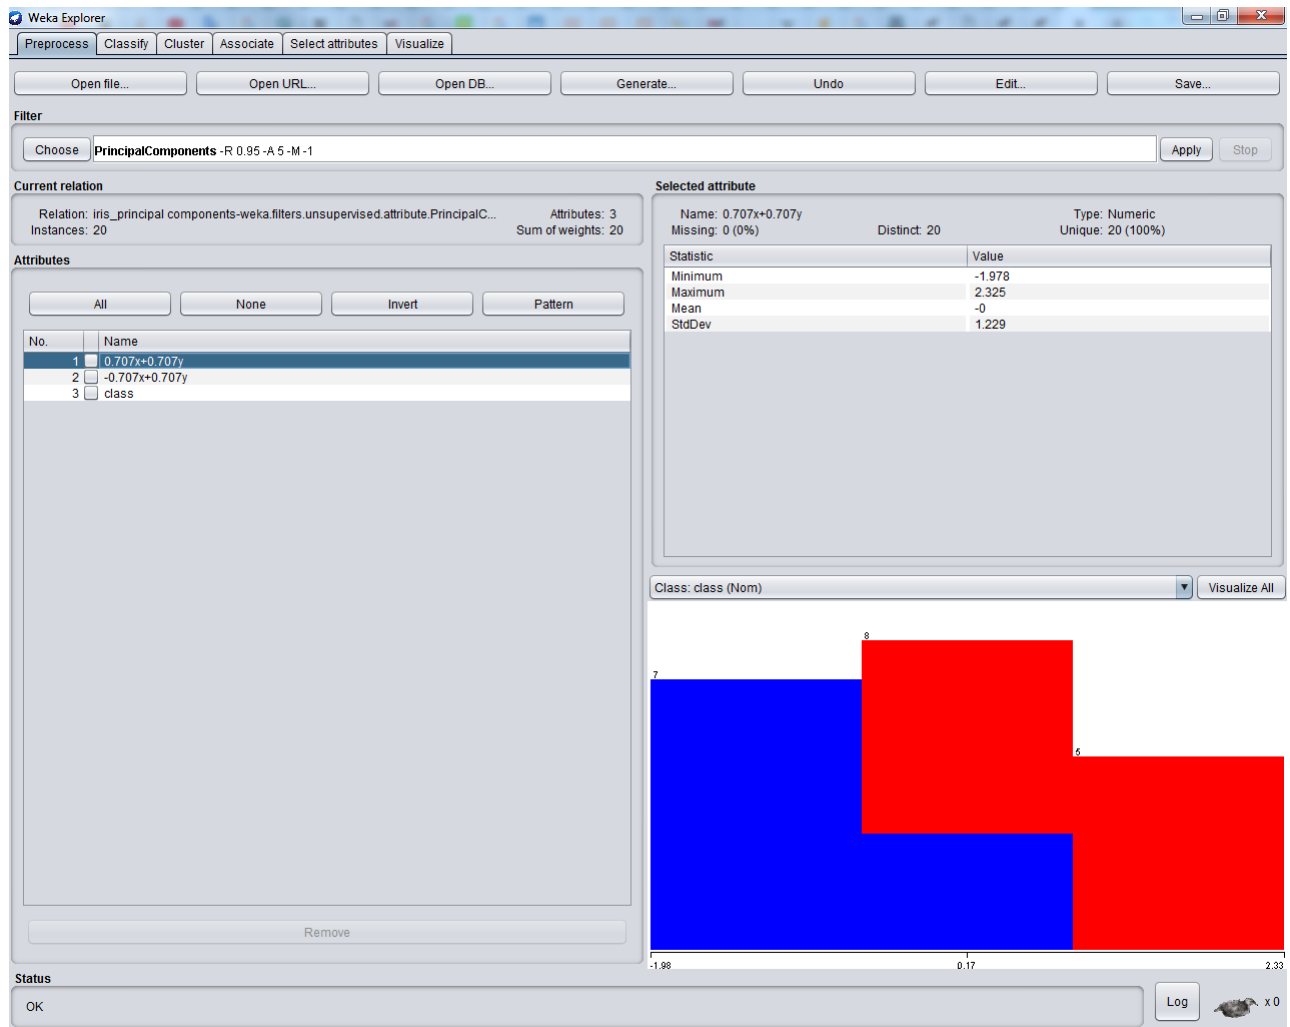 Weka Explorer
Preprocess Classify Cluster Associate Select attributes Visualize
Open file... Open URL... Open DB... Generate... Undo Edit... Save...
Filter
Choose PrincipalComponents -R 0.95 -A 5 -M -1 Apply Stop
Current relation
Relation: iris_principal components-weka.filters.unsupervised.attribute.PrincipalC... Attributes: 3
Instances: 20 Sum of weights: 20
Attributes
All None Invert Pattern
No. Name
1 0.707x+0.707y
2 -0.707x+0.707y
3 class
Remove
Selected attribute
Name: 0.707x+0.707y Type: Numeric
Missing: 0 (0%) Distinct: 20 Unique: 20 (100%)
Statistic Value
Minimum -1.978
Maximum 2.325
Mean -0
StdDev 1.229
Class: class (Nom) Visualize All
8
7
5
-1.98 0.17 2.33
Status
OK Log x 0